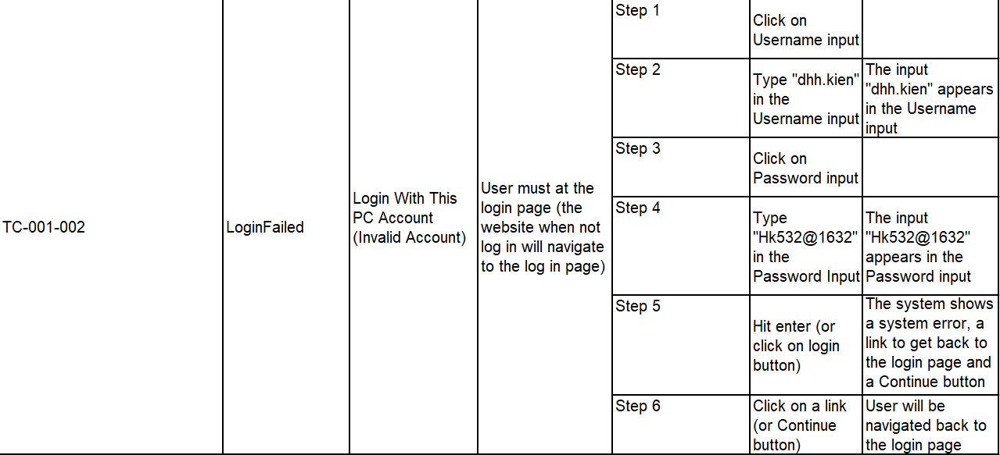 TC-001-002
LoginFailed
Login With This
PC Account
(Invalid Account)
User must at the
login page (the
website when not
log in will navigate
to the log in page)
Step 1
Click on
Username input
Step 2
Type "dhh.kien"
in the
Username input
The input
"dhh.kien" appears
in the Username
input
Step 3
Click on
Password input
Step 4
Type
"Hk532@1632"
in the
Password Input
The input
"Hk532@1632"
appears in the
Password input
Step 5
Hit enter (or
click on login
button)
The system shows
a system error, a
link to get back to
the login page and
a Continue button
Step 6
Click on a link
(or Continue
button)
User will be
navigated back to
the login page